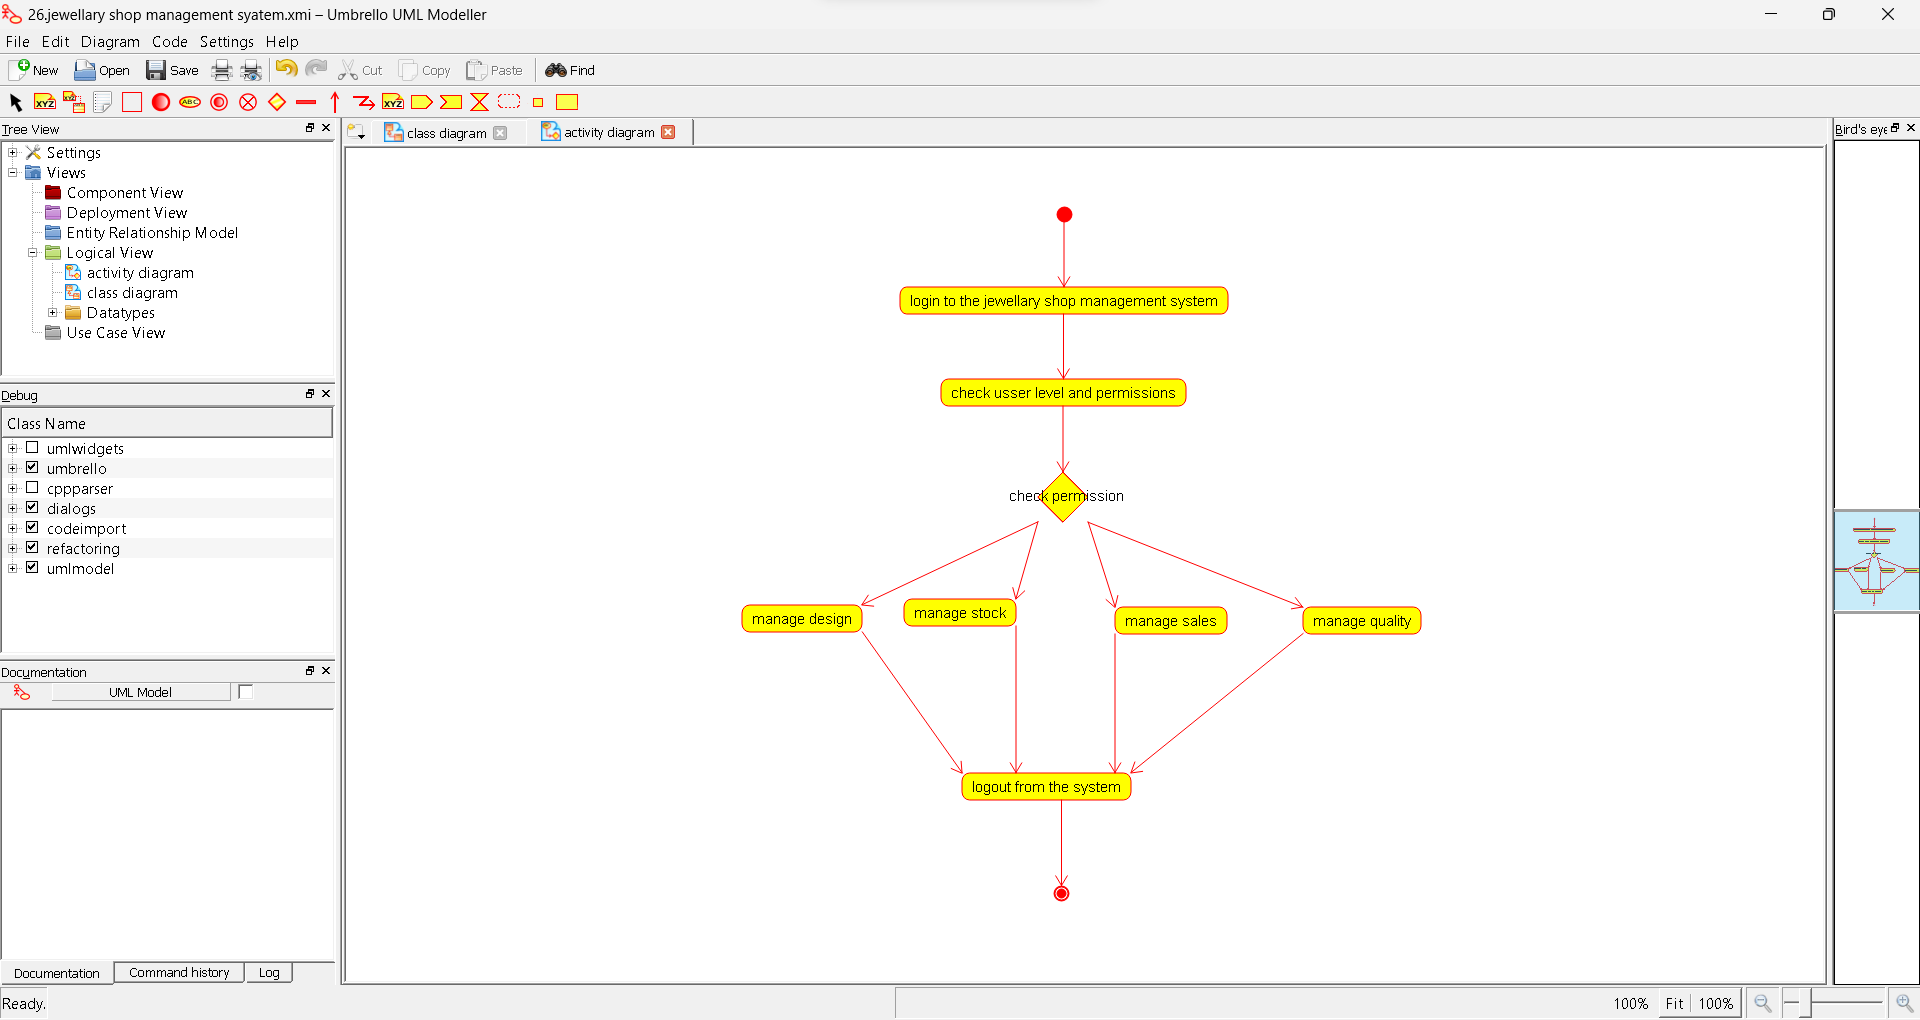 26.jewellary shop management syatem.xmi – Umbrello UML Modeller
File Edit Diagram Code Settings Help
New Open Save Cut Copy Paste Find
XYZ XYZ ABC XYZ
Tree View
Settings
Views
Component View
Deployment View
Entity Relationship Model
Logical View
activity diagram
class diagram
Datatypes
Use Case View
Debug
Class Name
umlwidgets
umbrello
cppparser
dialogs
codeimport
refactoring
umlmodel
Documentation
UML Model
Documentation Command history Log
Ready.
class diagram activity diagram
login to the jewellary shop management system
check usser level and permissions
check permission
manage design manage stock manage sales manage quality
logout from the system
Bird's eye
100% Fit 100%